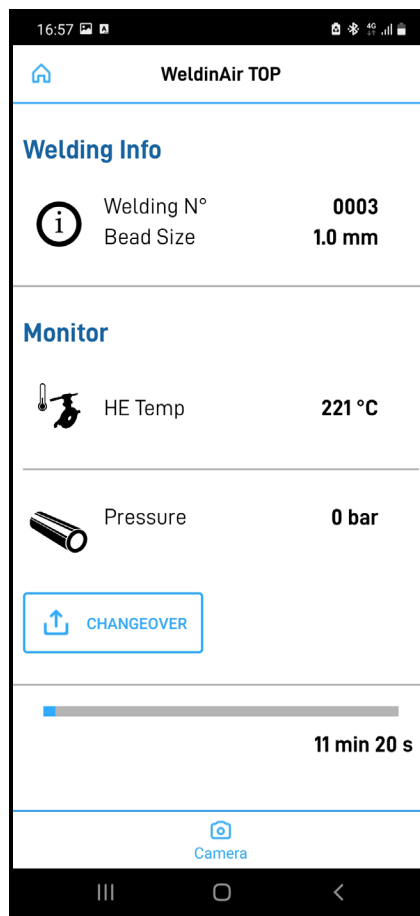 16:57 4G
WeldinAir TOP
Welding Info
i
Welding N° 0003
Bead Size 1.0 mm
Monitor
HE Temp 221 °C
Pressure 0 bar
CHANGEOVER
11 min 20 s
Camera